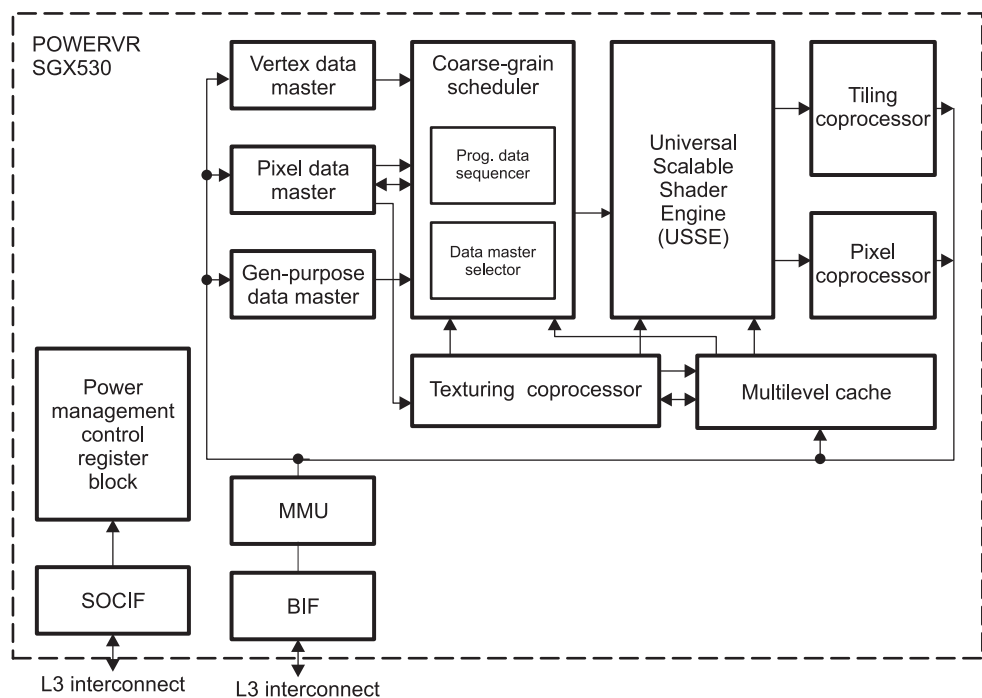 POWERVR
SGX530
Vertex data
master
Pixel data
master
Gen-purpose
data master
Coarse-grain
scheduler
Prog. data
sequencer
Data master
selector
Universal
Scalable
Shader
Engine
(USSE)
Tiling
coprocessor
Pixel
coprocessor
Texturing coprocessor
Multilevel cache
Power
management
control
register
block
MMU
SOCIF
BIF
L3 interconnect
L3 interconnect